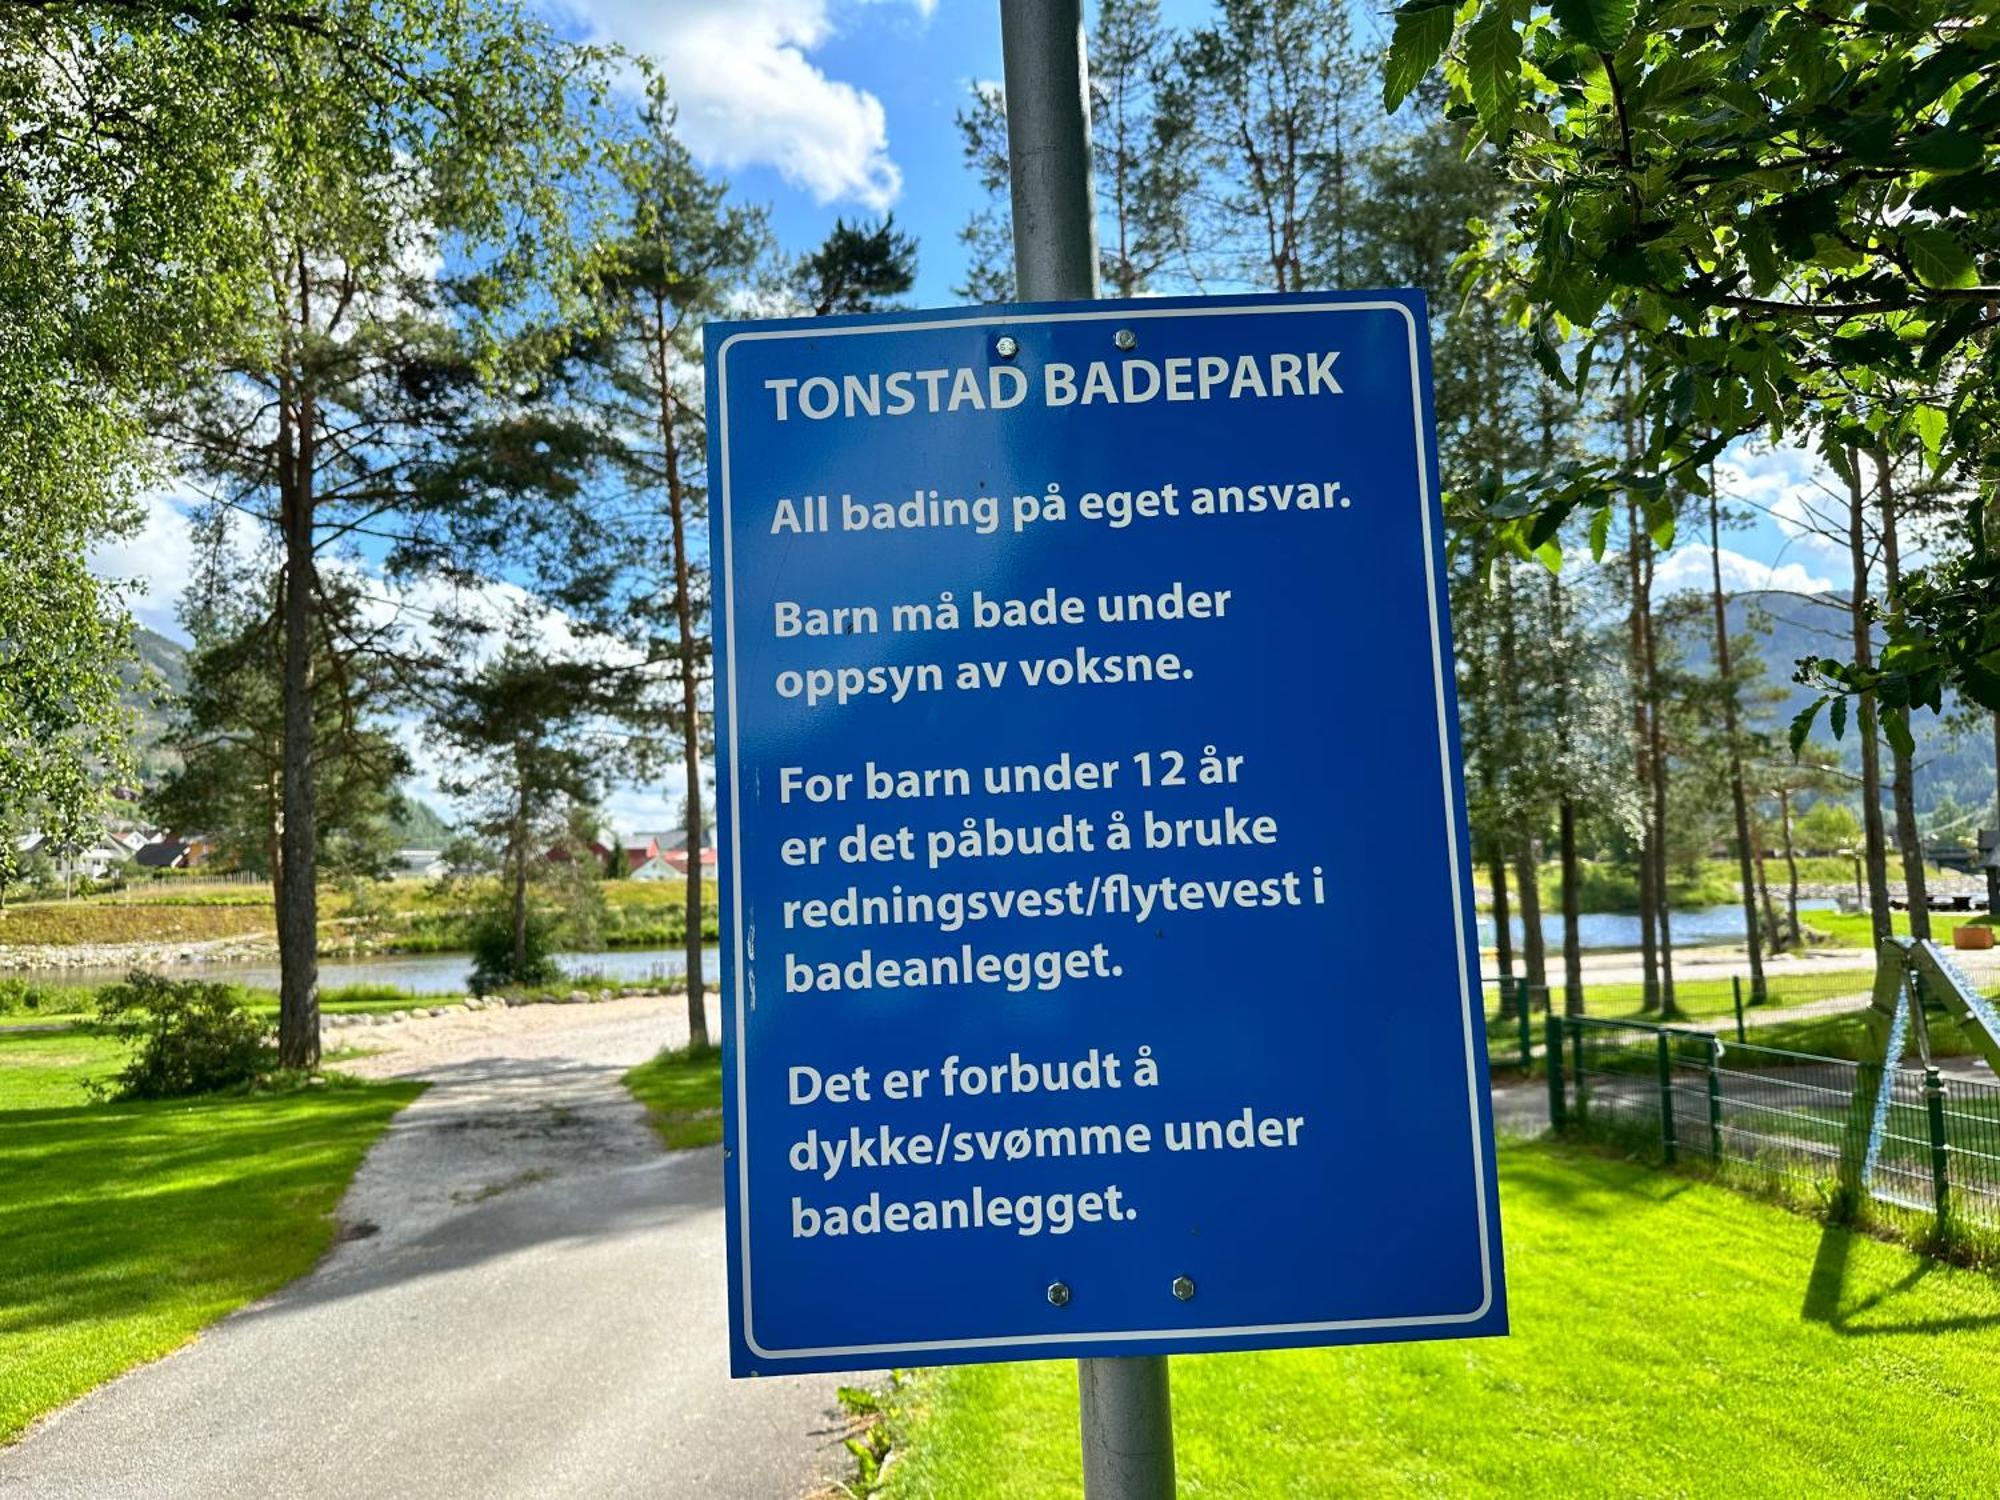 TONSTAD BADEPARK
All bading på eget ansvar.
Barn må bade under
oppsyn av voksne.
For barn under 12 år
er det påbudt å bruke
redningsvest/flytevest i
badeanlegget.
Det er forbudt å
dykke/svømme under
badeanlegget.